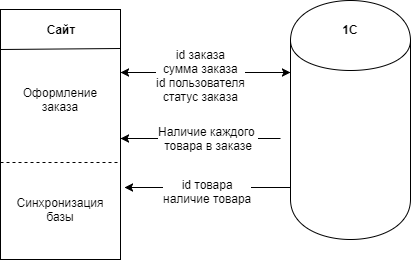 Сайт
1С
id заказа
сумма заказа
id пользователя
статус заказа
Оформление
заказа
Наличие каждого
товара в заказе
id товара
наличие товара
Синхронизация
базы